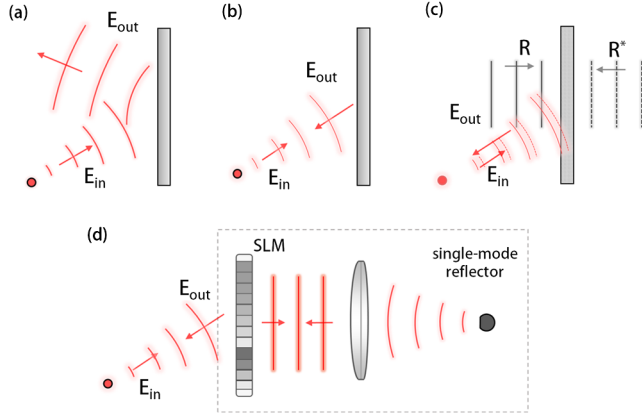 (a)
E_out
E_in
(b)
E_out
E_in
(c)
R
R*
E_out
E_in
(d)
SLM
single-mode
reflector
E_out
E_in